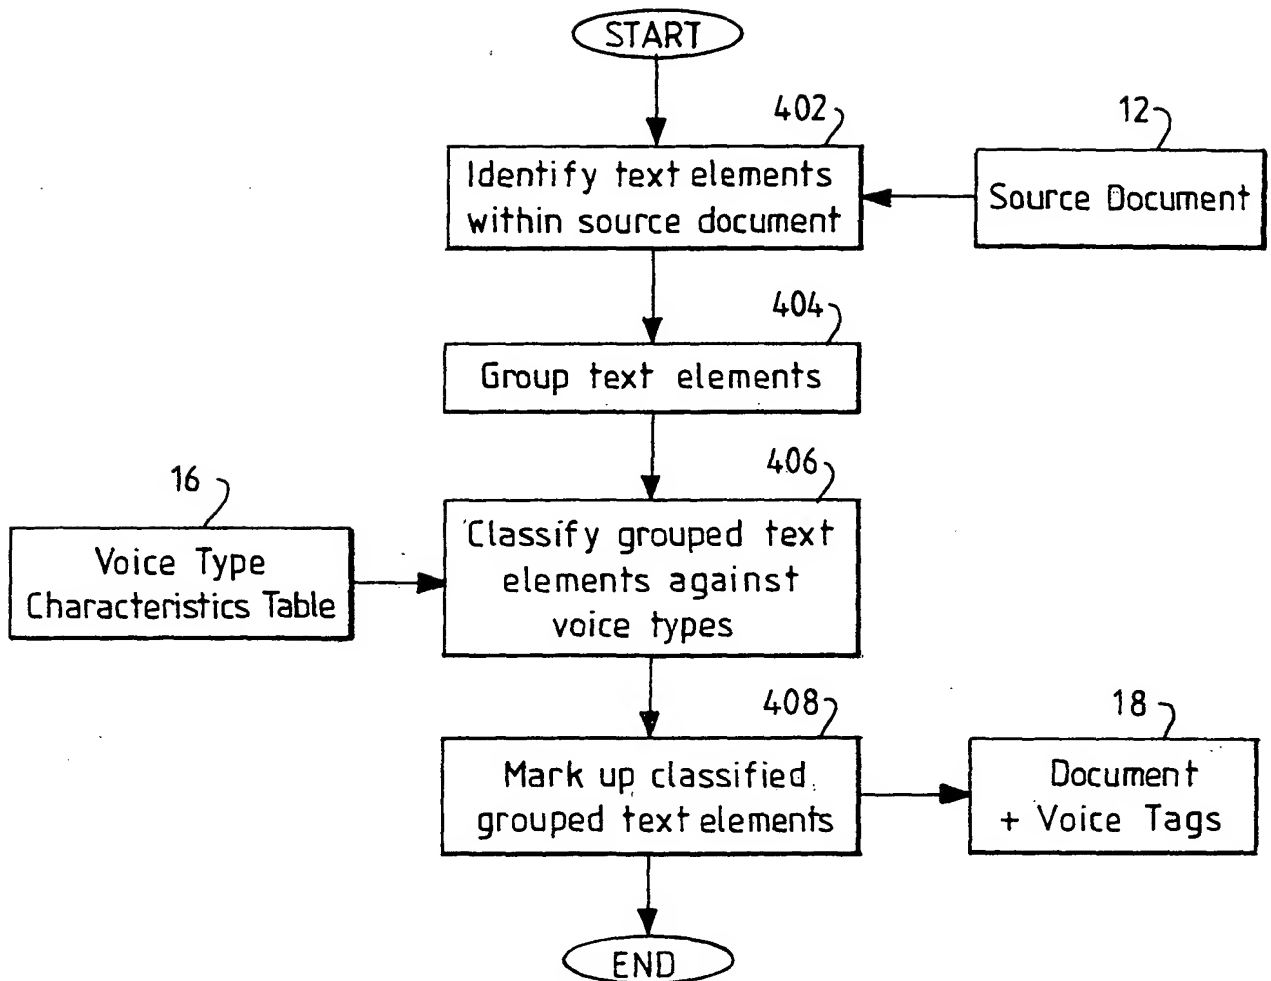 START
402
12
Identify text elements
within source document
Source Document
404
Group text elements
406
16
Classify grouped text
elements against
voice types
Voice Type
Characteristics Table
408
18
Mark up classified
grouped text elements
Document
+ Voice Tags
END